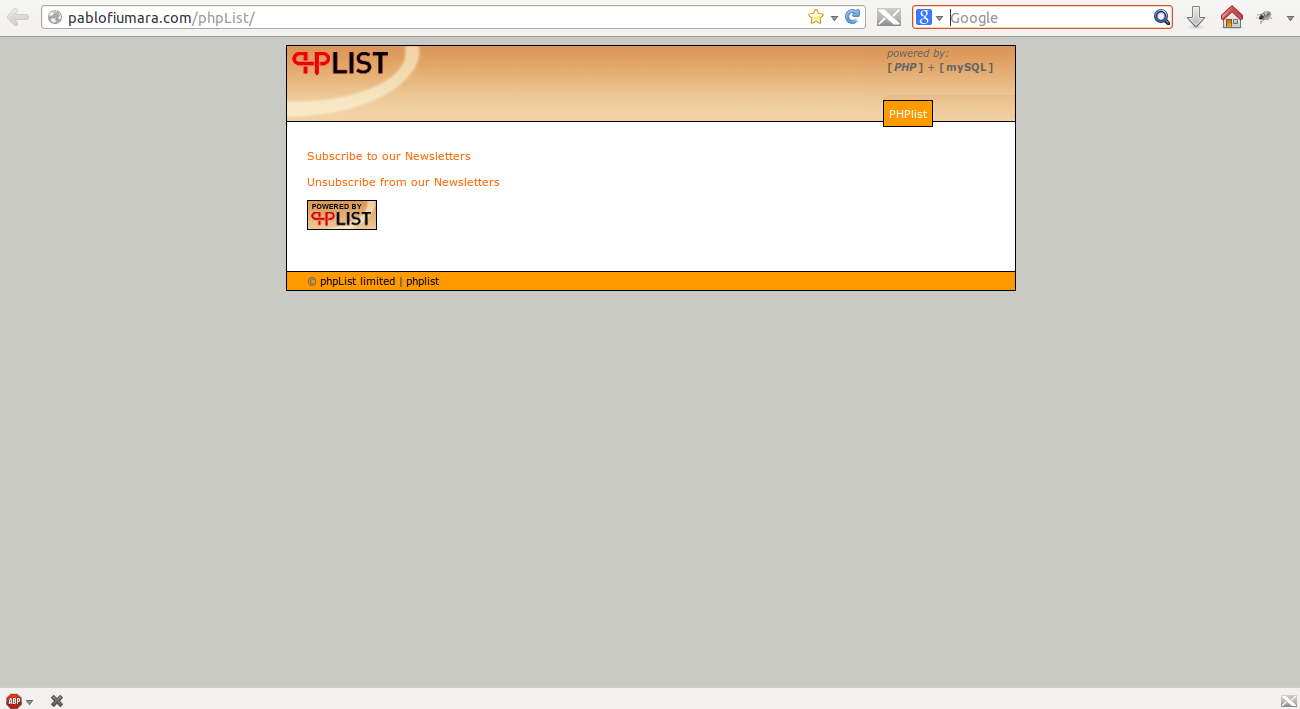 pablofiumara.com/phpList/
8 Google
phpLIST
powered by:
[PHP] + [mySQL]
PHPlist
Subscribe to our Newsletters
Unsubscribe from our Newsletters
POWERED BY
phpLIST
© phpList limited | phplist
ABP